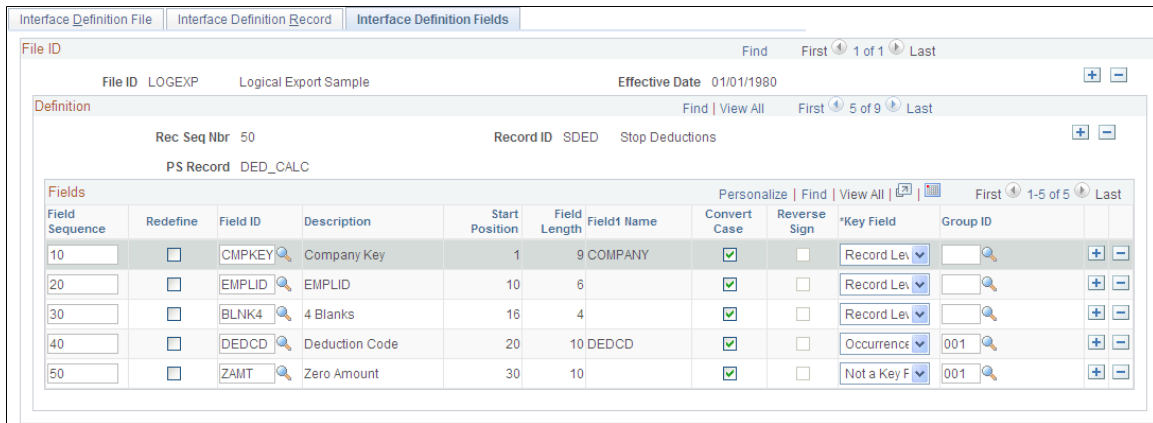 Interface Definition File Interface Definition Record Interface Definition Fields
File ID Find First 1 of 1 Last
File ID LOGEXP Logical Export Sample Effective Date 01/01/1980
Definition Find | View All First 5 of 9 Last
Rec Seq Nbr 50 Record ID SDED Stop Deductions
PS Record DED_CALC
Fields Personalize | Find | View All | | First 1-5 of 5 Last
Field Sequence Redefine Field ID Description Start Position Field Length Field1 Name Convert Case Reverse Sign *Key Field Group ID
10 CMPKEY Company Key 1 9 COMPANY Record Lev
20 EMPLID EMPLID 10 6 Record Lev
30 BLNK4 4 Blanks 16 4 Record Lev
40 DEDCD Deduction Code 20 10 DEDCD Occurrence 001
50 ZAMT Zero Amount 30 10 Not a Key F 001